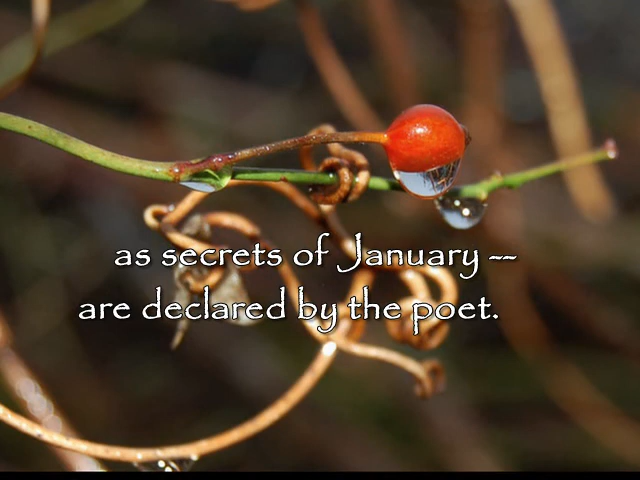 as secrets of January --
are declared by the poet.